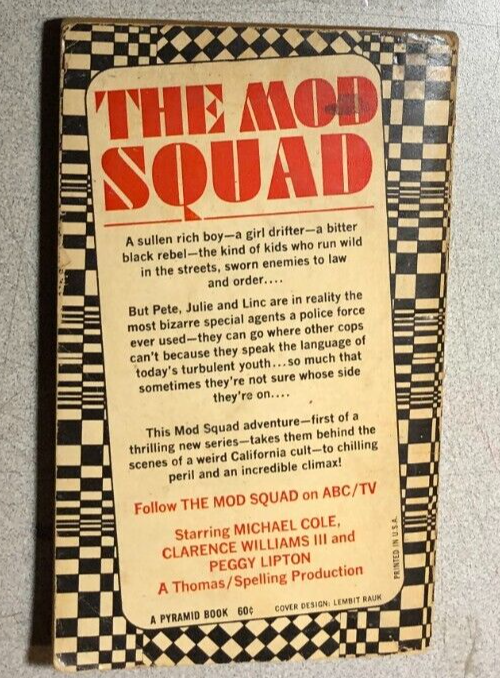 THE MOD
SQUAD
A sullen rich boy—a girl drifter—a bitter
black rebel—the kind of kids who run wild
in the streets, sworn enemies to law
and order....
But Pete, Julie and Linc are in reality the
most bizarre special agents a police force
ever used—they can go where other cops
can't because they speak the language of
today's turbulent youth...so much that
sometimes they're not sure whose side
they're on....
This Mod Squad adventure—first of a
thrilling new series—takes them behind the
scenes of a weird California cult—to chilling
peril and an incredible climax!
Follow THE MOD SQUAD on ABC/TV
Starring MICHAEL COLE,
CLARENCE WILLIAMS III and
PEGGY LIPTON
A Thomas/Spelling Production
PRINTED IN U.S.A.
A PYRAMID BOOK 60¢ COVER DESIGN: LEMBIT RAUK